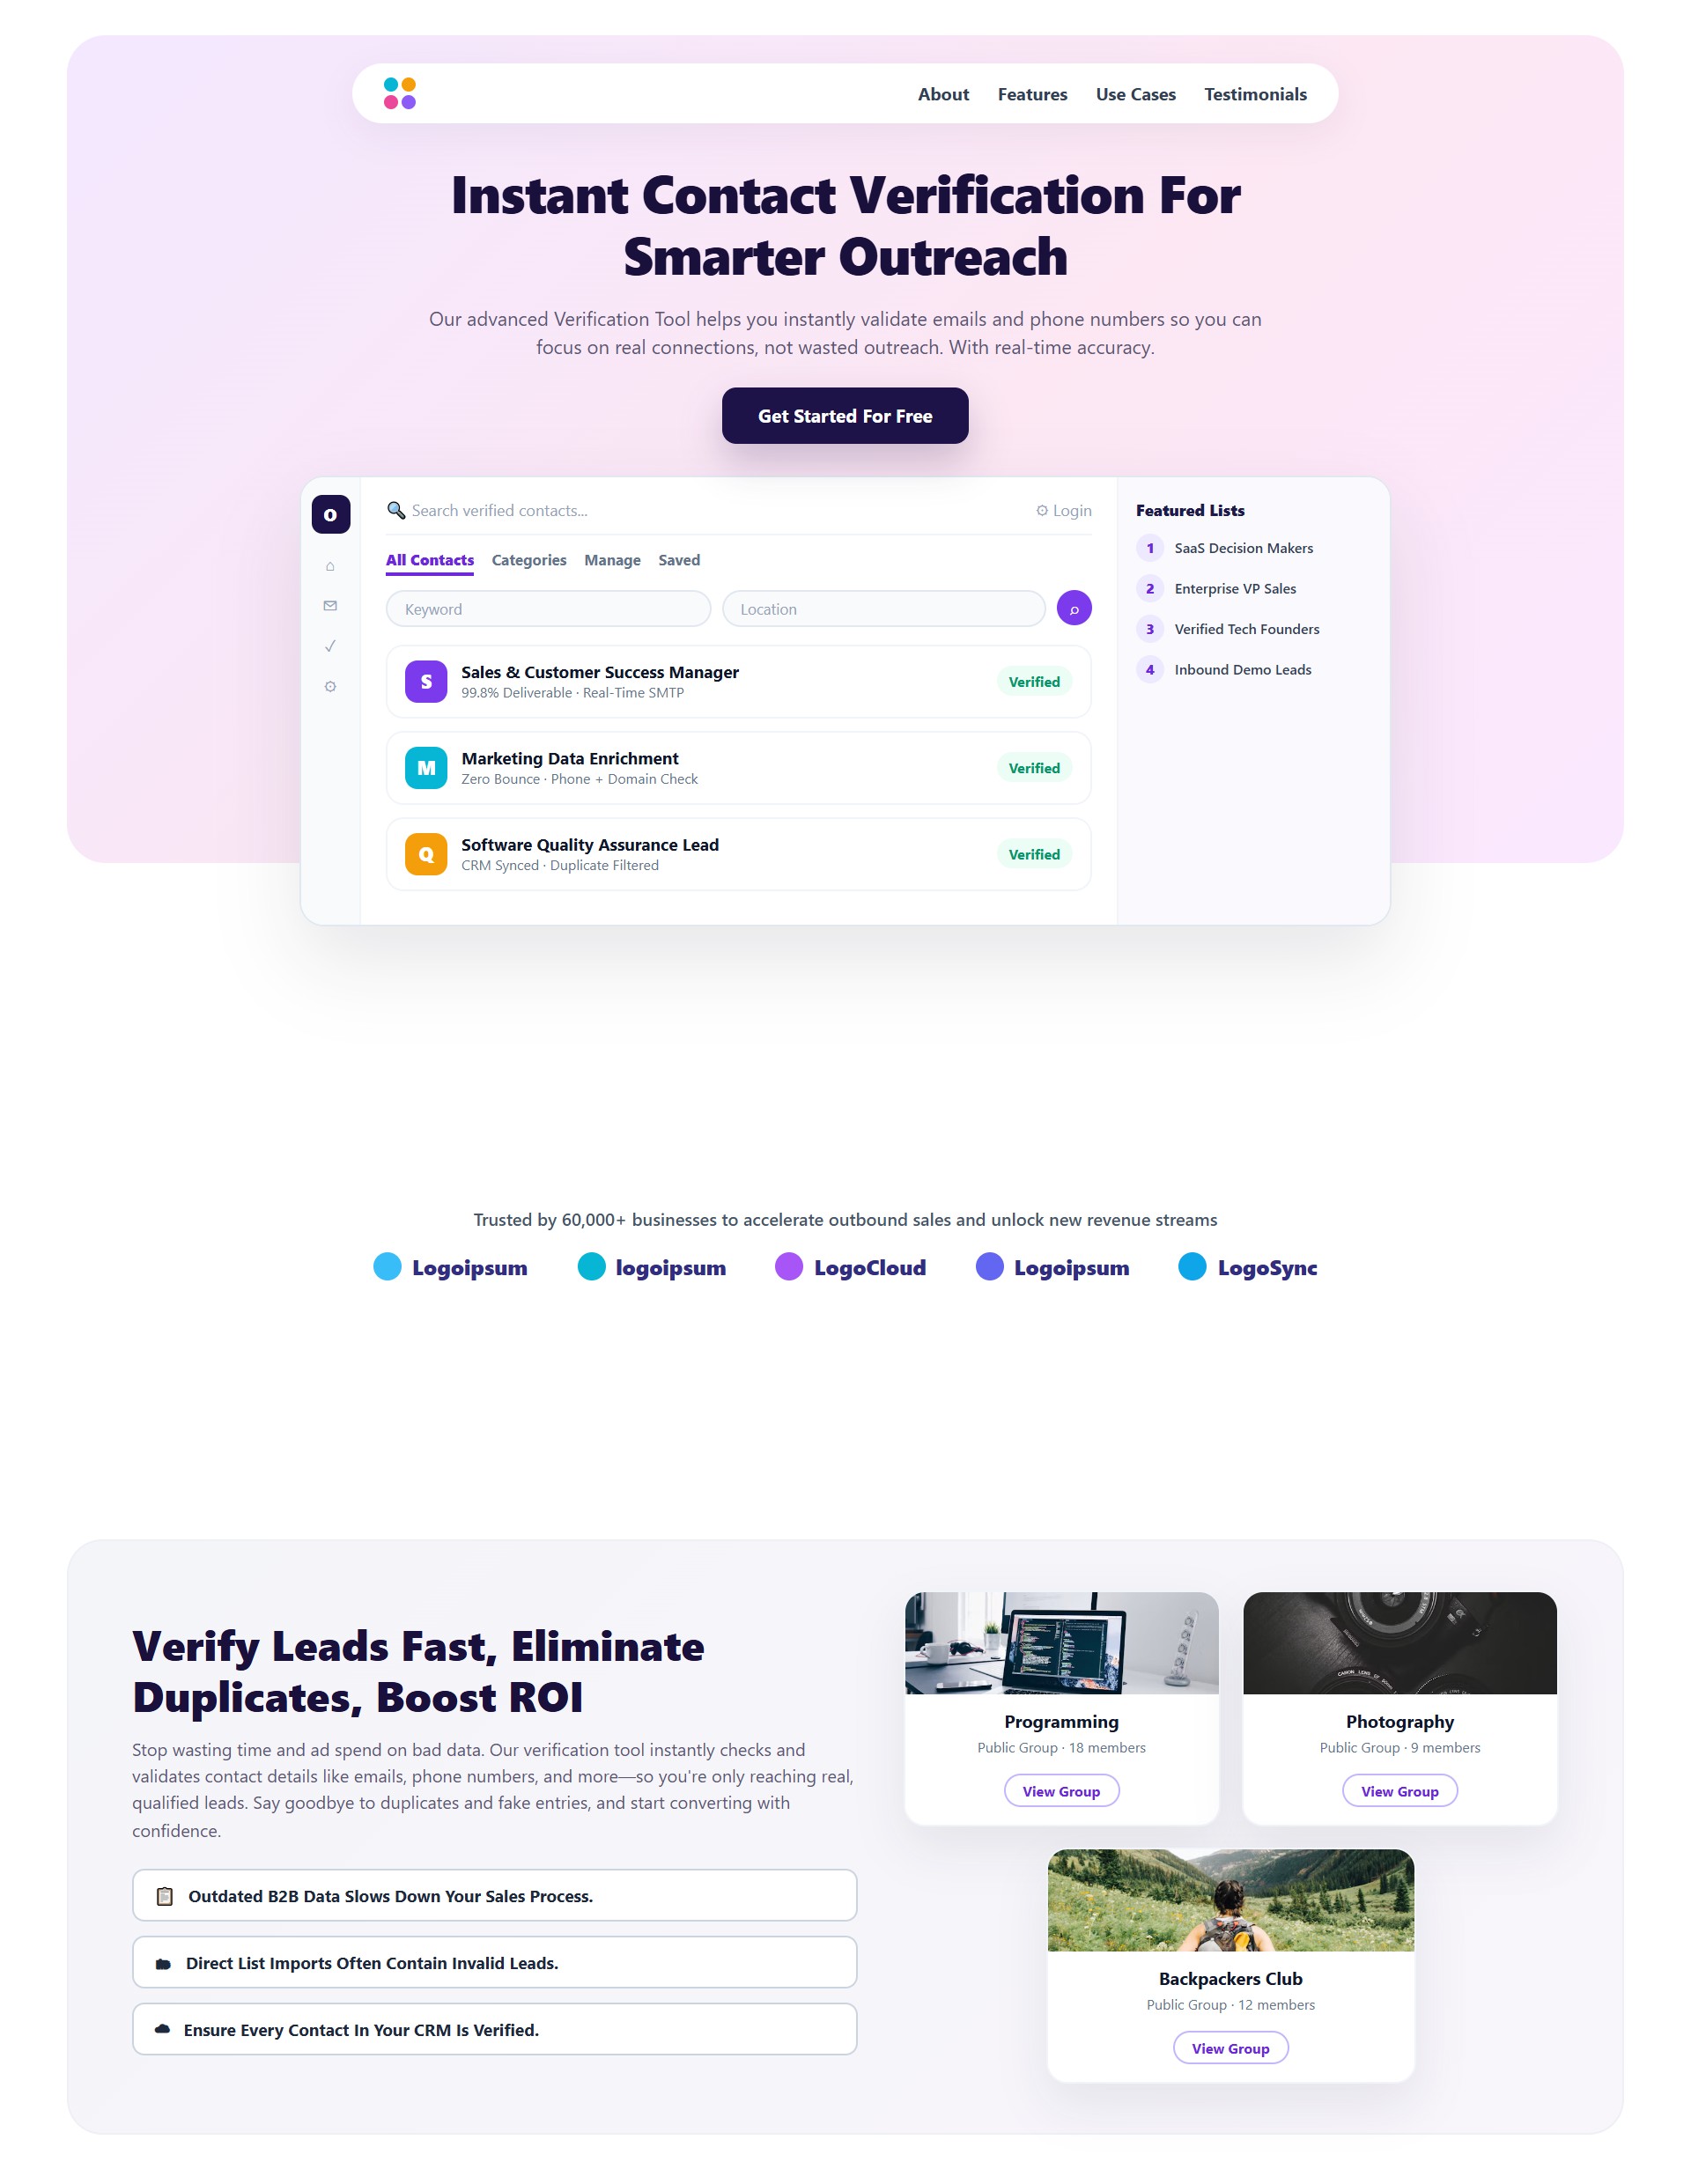 About Features Use Cases Testimonials
Instant Contact Verification For
Smarter Outreach
Our advanced Verification Tool helps you instantly validate emails and phone numbers so you can
focus on real connections, not wasted outreach. With real-time accuracy.
Get Started For Free
O
Search verified contacts...
Login
All Contacts Categories Manage Saved
Keyword
Location
S
Sales & Customer Success Manager
99.8% Deliverable · Real-Time SMTP
Verified
M
Marketing Data Enrichment
Zero Bounce · Phone + Domain Check
Verified
Q
Software Quality Assurance Lead
CRM Synced · Duplicate Filtered
Verified
Featured Lists
1 SaaS Decision Makers
2 Enterprise VP Sales
3 Verified Tech Founders
4 Inbound Demo Leads
Trusted by 60,000+ businesses to accelerate outbound sales and unlock new revenue streams
Logoipsum logoipsum LogoCloud Logoipsum LogoSync
Verify Leads Fast, Eliminate
Duplicates, Boost ROI
Stop wasting time and ad spend on bad data. Our verification tool instantly checks and
validates contact details like emails, phone numbers, and more—so you're only reaching real,
qualified leads. Say goodbye to duplicates and fake entries, and start converting with
confidence.
Outdated B2B Data Slows Down Your Sales Process.
Direct List Imports Often Contain Invalid Leads.
Ensure Every Contact In Your CRM Is Verified.
Programming
Public Group · 18 members
View Group
Photography
Public Group · 9 members
View Group
Backpackers Club
Public Group · 12 members
View Group